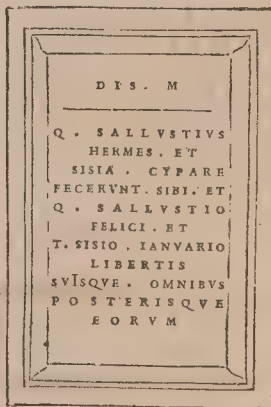 DIS . M
Q . SALLVSTIVS
HERMES . ET
SISIA . CYPARE
FECERVNT . SIBI . ET
Q . SALLVSTIO
FELICI . ET
T. SISIO . IANVARIO
LIBERTIS
SVISQVE . OMNIBVS
POSTERISQVE
EORVM